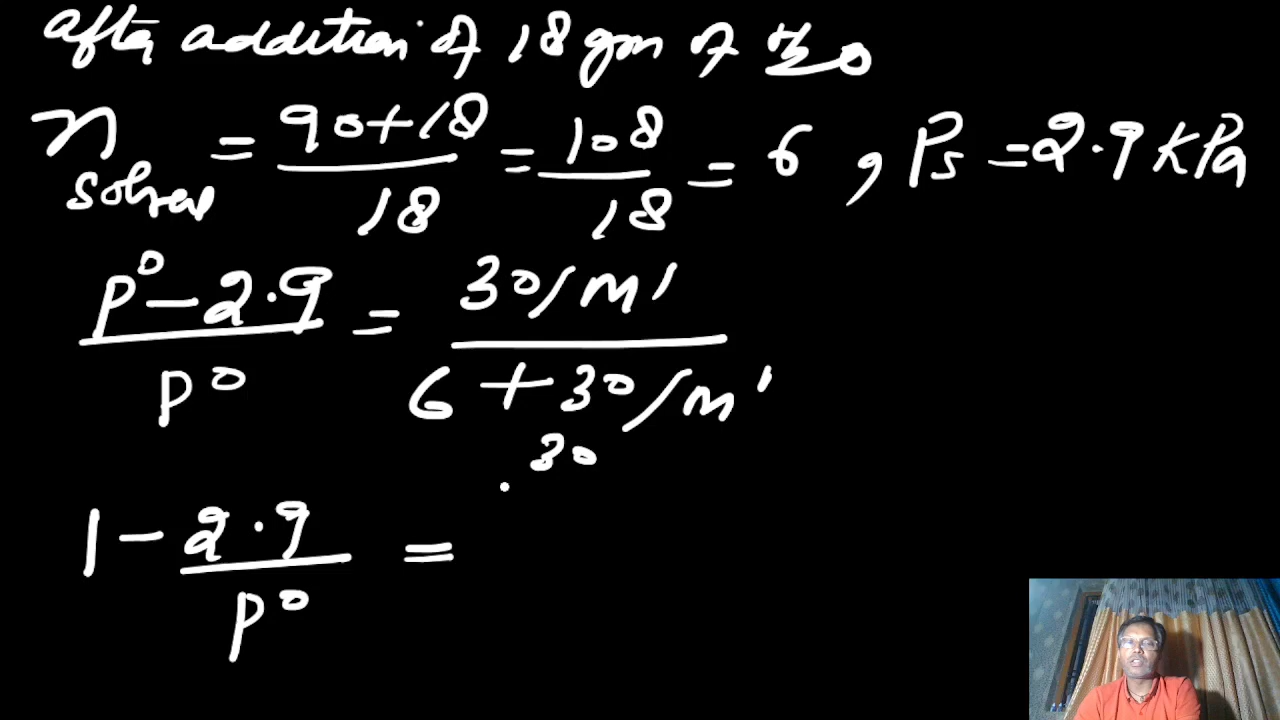 after addition of 18 gm of H2O
n solven = 90+18 / 18 = 108 / 18 = 6 , Ps = 2.9 KPa
p° - 2.9 / p° = 30/m' / 6 + 30/m'
1 - 2.9 / p° = 30